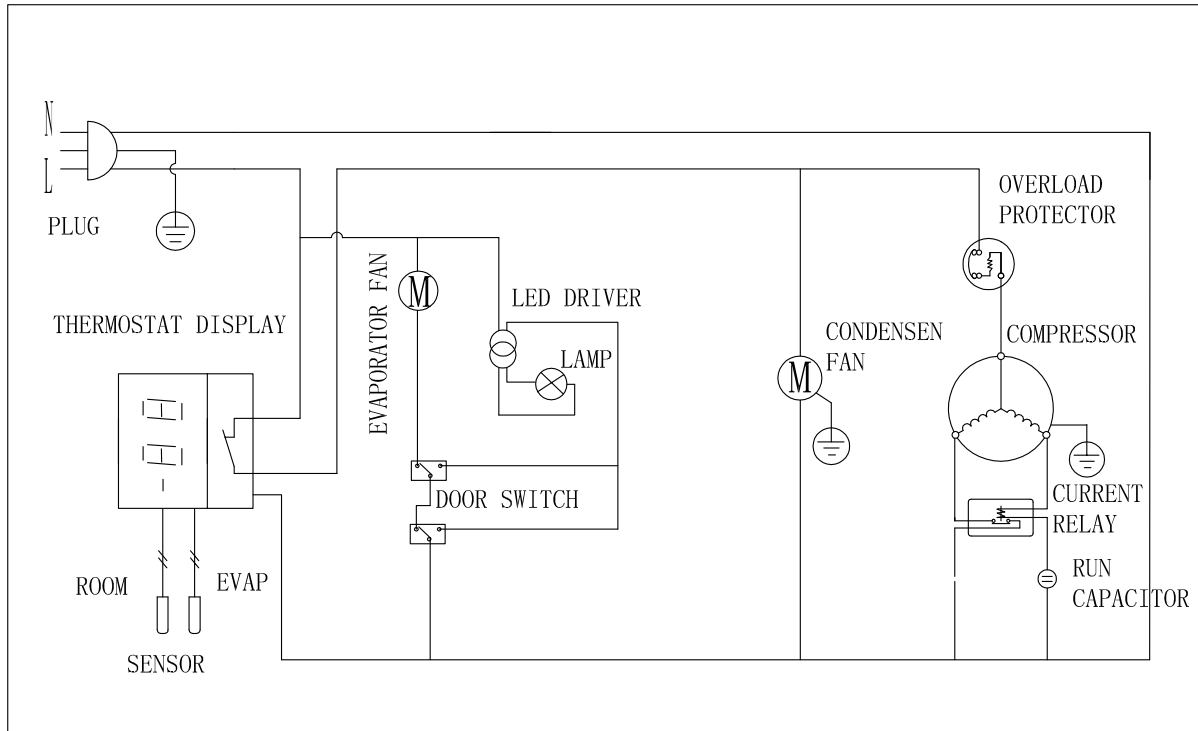 N
L
PLUG
THERMOSTAT DISPLAY
ROOM
EVAP
SENSOR
EVAPORATOR FAN
M
LED DRIVER
LAMP
DOOR SWITCH
CONDENSEN
FAN
M
OVERLOAD
PROTECTOR
COMPRESSOR
CURRENT
RELAY
RUN
CAPACITOR